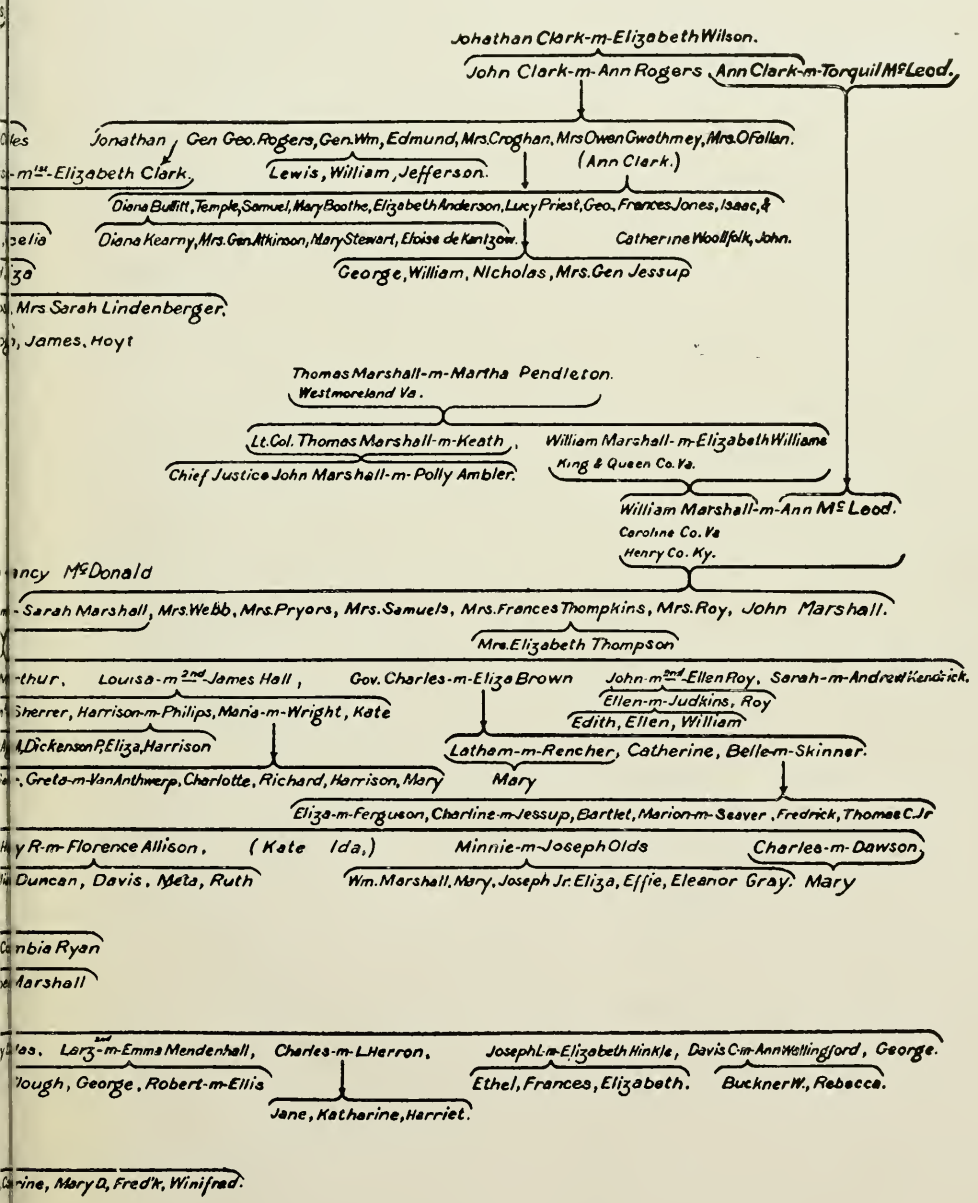 Johathan Clark-m-Elizabeth Wilson.
John Clark-m-Ann Rogers, Ann Clark-m-Torquil McLeod.
Jonathan, Gen Geo. Rogers, Gen. Wm, Edmund, Mrs. Croghan, Mrs Owen Gwathmey, Mrs. O'Fallan.
(Ann Clark.)
-m 1st-Elizabeth Clark.
Lewis, William, Jefferson.
Diana Bullitt, Temple, Samuel, Mary Boothe, Elizabeth Anderson, Lucy Priest, Geo, Frances Jones, Isaac, &
Diana Kearny, Mrs. Gen Atkinson, Mary Stewart, Eloise de Kantzow.
Catherine Woolfolk, John.
George, William, Nicholas, Mrs. Gen Jessup
Mrs Sarah Lindenberger.
James, Hoyt
Thomas Marshall-m-Martha Pendleton.
Westmoreland Va.
Lt. Col. Thomas Marshall-m-Keath, William Marshall-m-Elizabeth Williams
King & Queen Co. Va.
Chief Justice John Marshall-m-Polly Ambler.
William Marshall-m-Ann Mc Leod.
Caroline Co. Va
Henry Co. Ky.
McDonald
-Sarah Marshall, Mrs. Webb, Mrs. Pryors, Mrs. Samuels, Mrs. Frances Thompkins, Mrs. Roy, John Marshall.
Mrs. Elizabeth Thompson
Louisa-m 2nd-James Hall, Gov. Charles-m-Eliza Brown John-m 2nd-Ellen Roy, Sarah-m-Andrew Kendrick.
Sherrer, Harrison-m-Philips, Maria-m-Wright, Kate
Ellen-m-Judkins, Roy
Edith, Ellen, William
Dickenson P, Eliza, Harrison
Latham-m-Rencher, Catherine, Belle-m-Skinner.
Greta-m-Van Anthwerp, Charlotte, Richard, Harrison, Mary
Mary
Eliza-m-Ferguson, Charline-m-Jessup, Barthet, Marion-m-Seaver, Fredrick, Thomas C. Jr
R-m-Florence Allison, (Kate Ida,) Minnie-m-Joseph Olds Charles-m-Dawson,
Duncan, Davis, Meta, Ruth Wm. Marshall, Mary, Joseph Jr. Eliza, Effie, Eleanor Gray. Mary
Ryan
Marshall
Larz 2nd-m-Emma Mendenhall, Charles-m-L. Herron, Joseph L-m-Elizabeth Hinkle, Davis C-m-Ann Wallingford, George.
George, Robert-m-Ellis Ethel, Frances, Elizabeth. Buckner W., Rebecca.
Jane, Katharine, Harriet.
Mary D, Fred'k, Winifred.